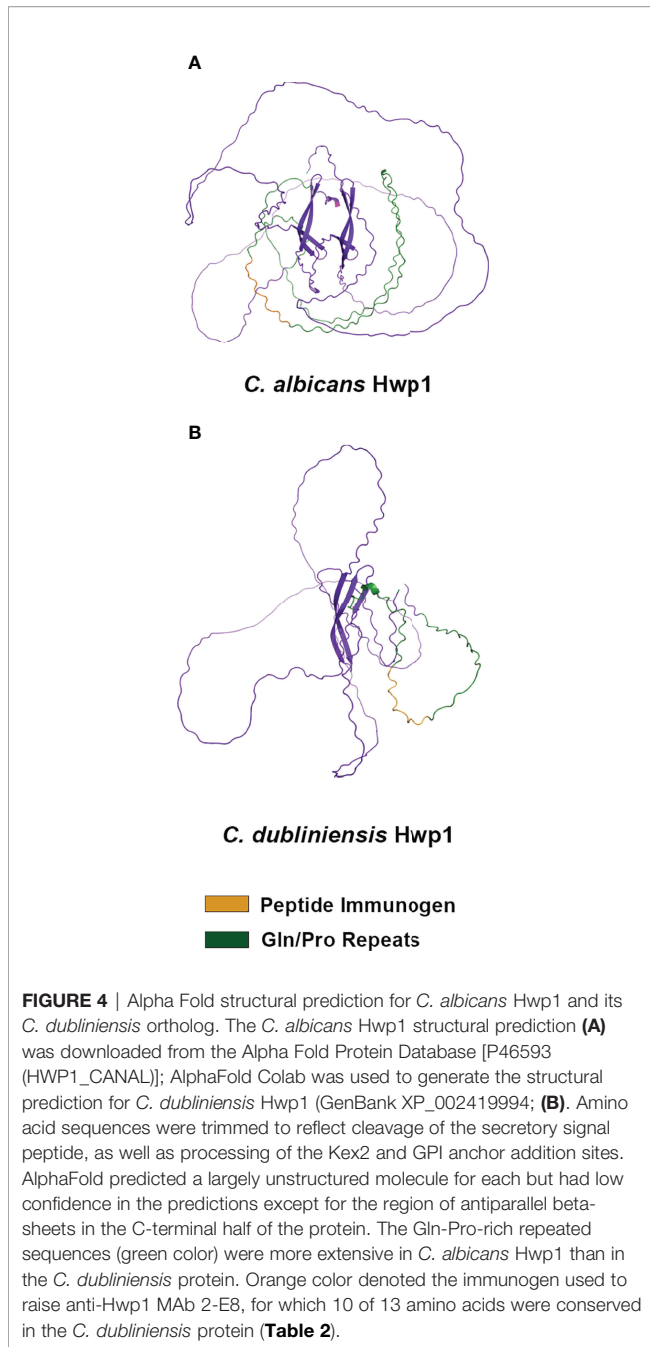 A
C. albicans Hwp1
B
C. dubliniensis Hwp1
Peptide Immunogen
Gln/Pro Repeats
FIGURE 4 | Alpha Fold structural prediction for C. albicans Hwp1 and its
C. dubliniensis ortholog. The C. albicans Hwp1 structural prediction (A)
was downloaded from the Alpha Fold Protein Database [P46593
(HWP1_CANAL)]; AlphaFold Colab was used to generate the structural
prediction for C. dubliniensis Hwp1 (GenBank XP_002419994; (B). Amino
acid sequences were trimmed to reflect cleavage of the secretory signal
peptide, as well as processing of the Kex2 and GPI anchor addition sites.
AlphaFold predicted a largely unstructured molecule for each but had low
confidence in the predictions except for the region of antiparallel beta-
sheets in the C-terminal half of the protein. The Gln-Pro-rich repeated
sequences (green color) were more extensive in C. albicans Hwp1 than in
the C. dubliniensis protein. Orange color denoted the immunogen used to
raise anti-Hwp1 MAb 2-E8, for which 10 of 13 amino acids were conserved
in the C. dubliniensis protein (Table 2).